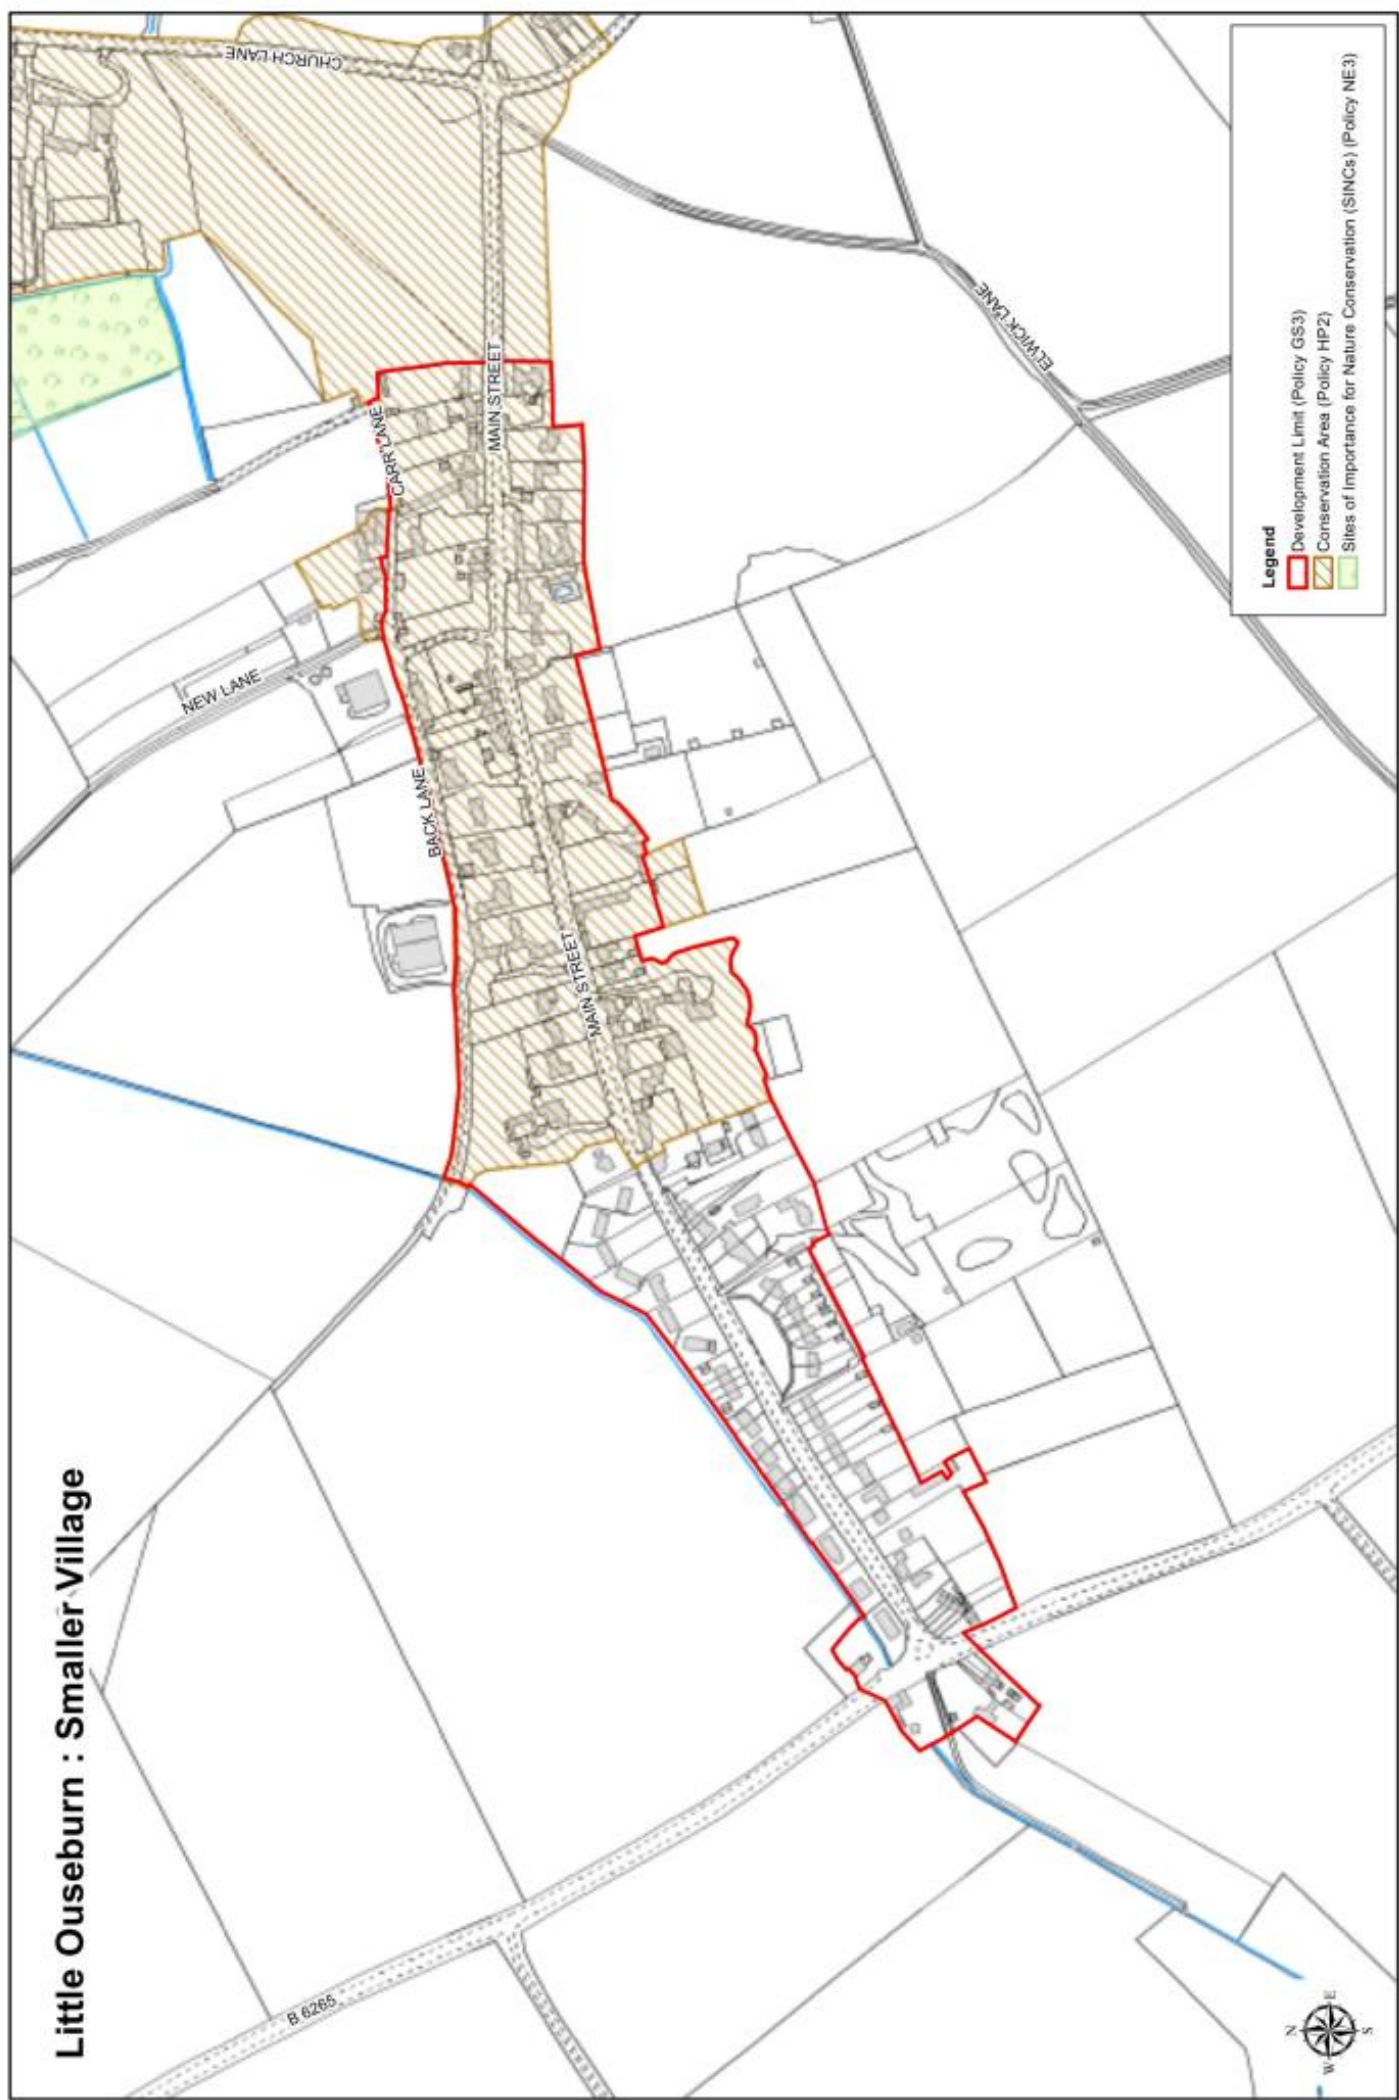 Little Ouseburn : Smaller Village
B 6265
NEW LANE
BACK LANE
CARR LANE
CHURCH LANE
MAIN STREET
MAIN STREET
ELWICK LANE
Legend
Development Limit (Policy GS3)
Conservation Area (Policy HP2)
Sites of Importance for Nature Conservation (SINCs) (Policy NE3)
N
W
E
S